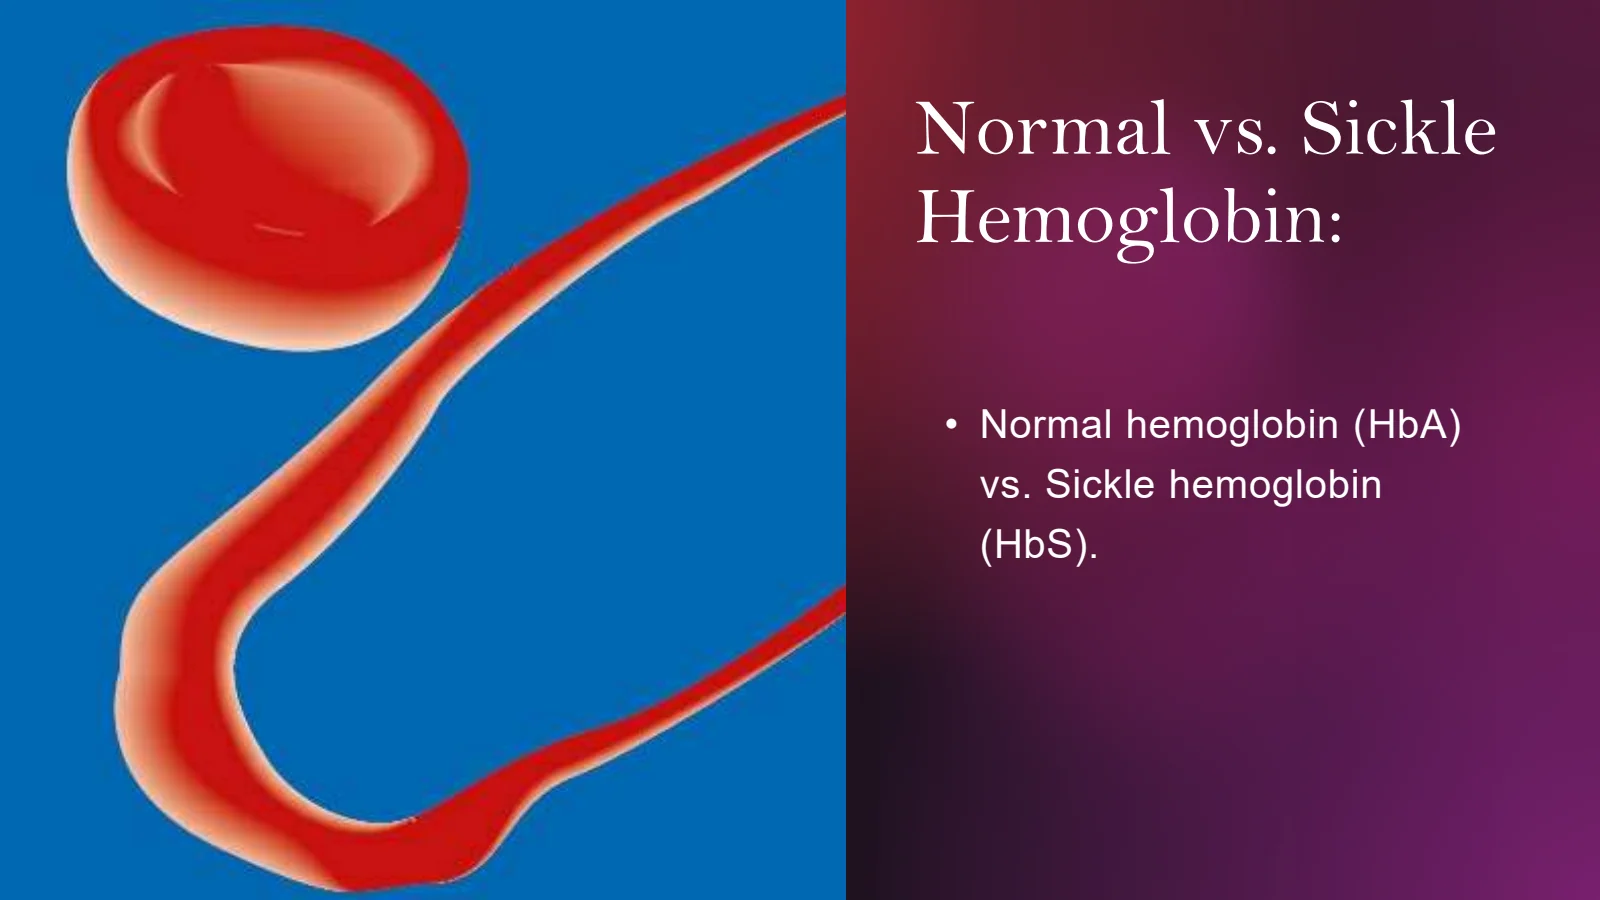 Normal vs. Sickle
Hemoglobin:
• Normal hemoglobin (HbA)
vs. Sickle hemoglobin
(HbS).